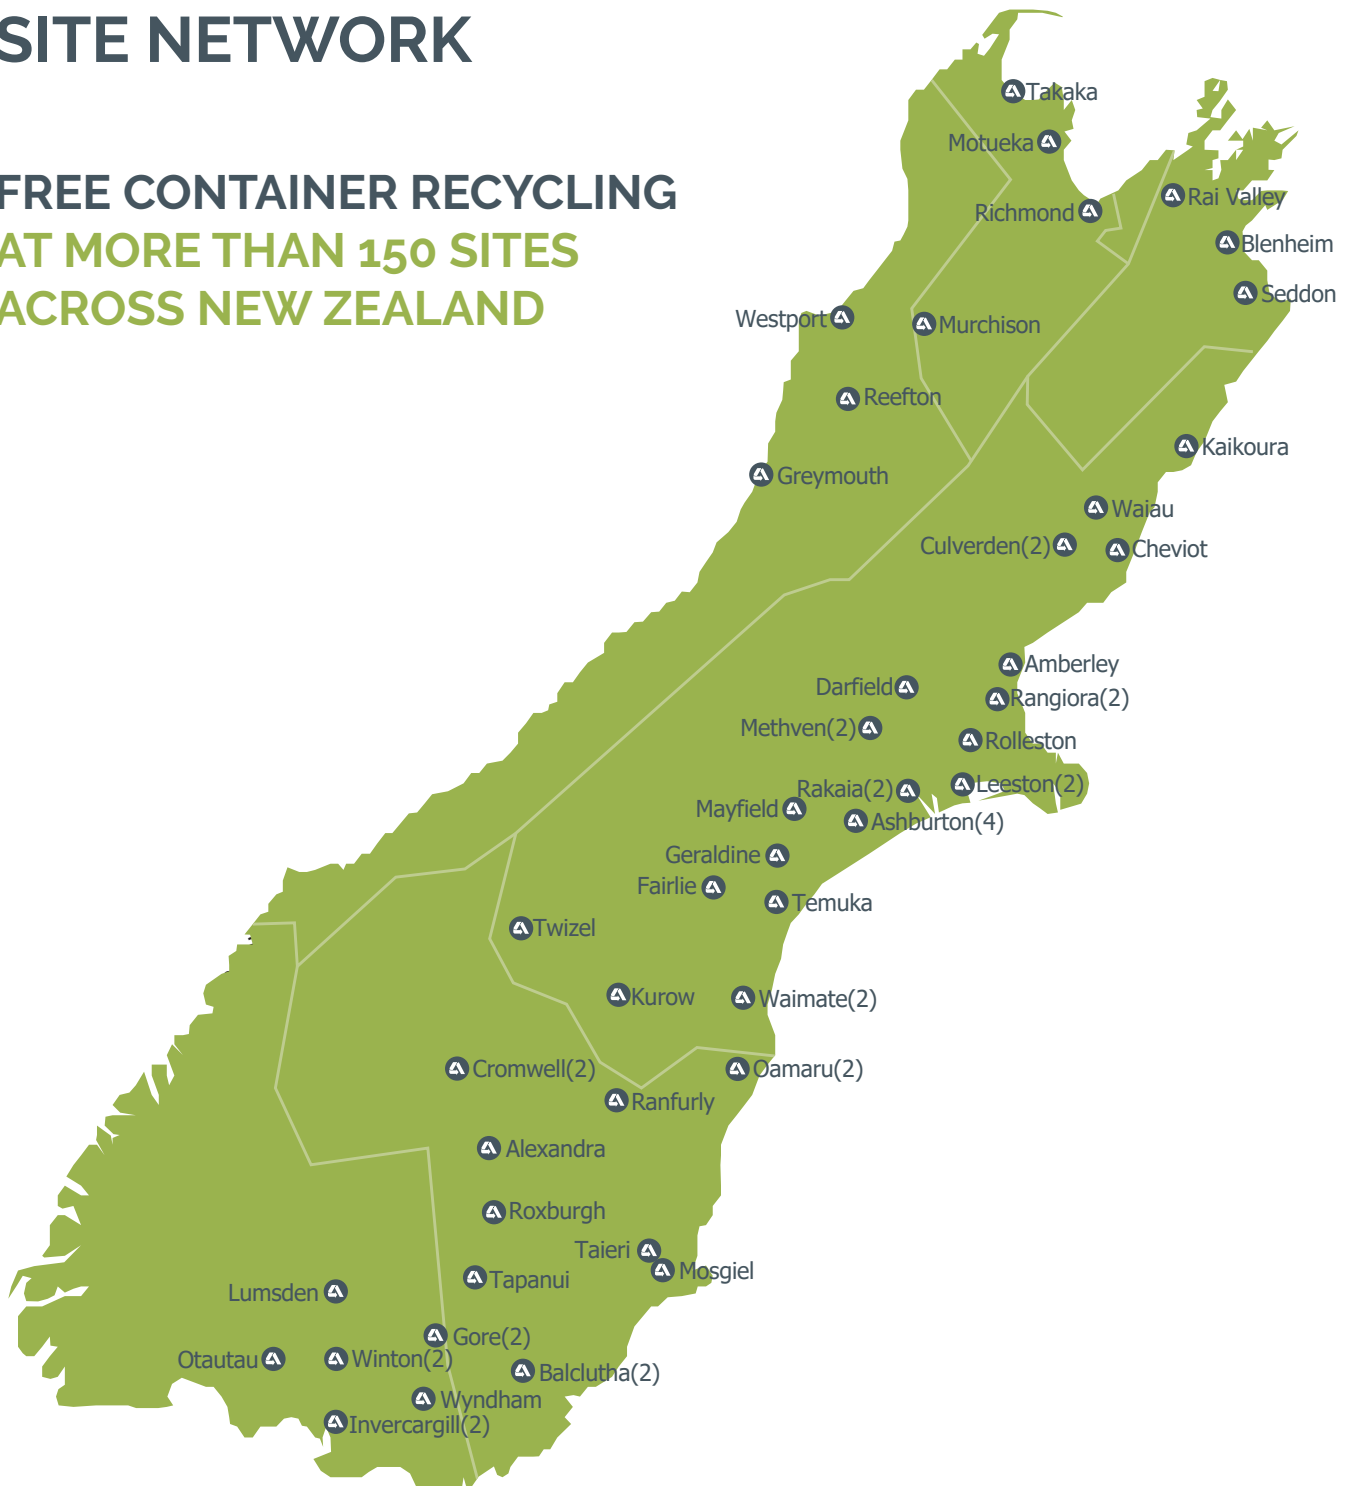 SITE NETWORK
FREE CONTAINER RECYCLING
AT MORE THAN 150 SITES
ACROSS NEW ZEALAND
Takaka
Motueka
Rai Valley
Richmond
Blenheim
Seddon
Westport
Murchison
Reefton
Kaikoura
Greymouth
Waiau
Culverden(2)
Cheviot
Amberley
Darfield
Rangiora(2)
Methven(2)
Rolleston
Leeston(2)
Rakaia(2)
Mayfield
Ashburton(4)
Geraldine
Fairlie
Temuka
Twizel
Kurow
Waimate(2)
Cromwell(2)
Oamaru(2)
Ranfurly
Alexandra
Roxburgh
Taieri
Mosgiel
Tapanui
Lumsden
Gore(2)
Otautau
Winton(2)
Balclutha(2)
Wyndham
Invercargill(2)